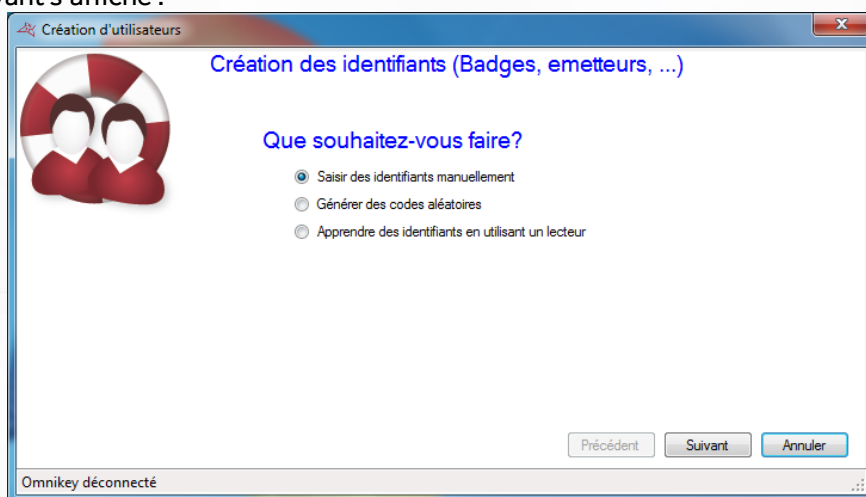 s'affiche :
Création d'utilisateurs
Création des identifiants (Badges, emetteurs, ...)
Que souhaitez-vous faire?
Saisir des identifiants manuellement
Générer des codes aléatoires
Apprendre des identifiants en utilisant un lecteur
Précédent Suivant Annuler
Omnikey déconnecté